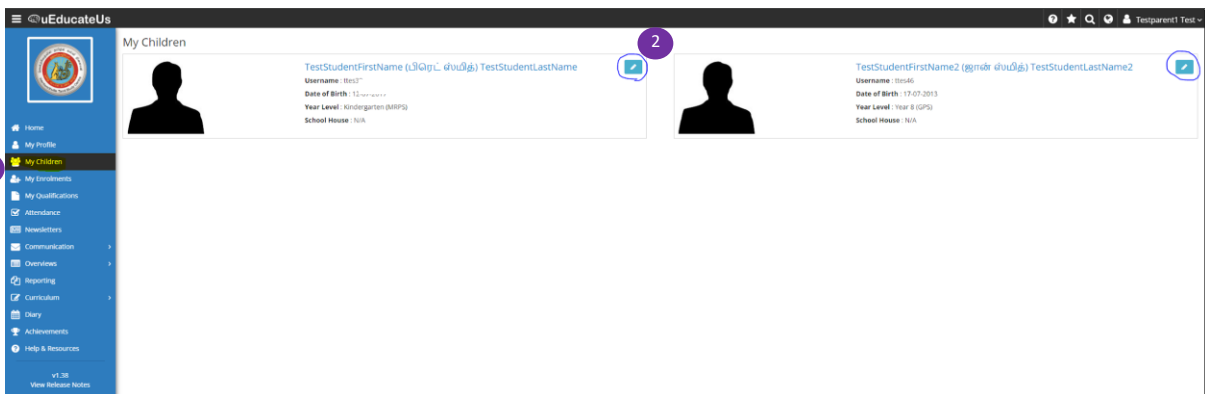 uEducateUs
Testparent1 Test
My Children
2
TestStudentFirstName (பிரெட் ஸ்மித்) TestStudentLastName
Username :
Date of Birth :
Year Level : Kindergarten (MRPS)
School House : N/A
TestStudentFirstName2 (ஜான் ஸ்மித்) TestStudentLastName2
Username : ttes46
Date of Birth : 17-07-2013
Year Level : Year 8 (GPS)
School House : N/A
Home
My Profile
My Children
My Enrolments
My Qualifications
Attendance
Newsletters
Communication
Overviews
Reporting
Curriculum
Diary
Achievements
Help & Resources
v1.38
View Release Notes